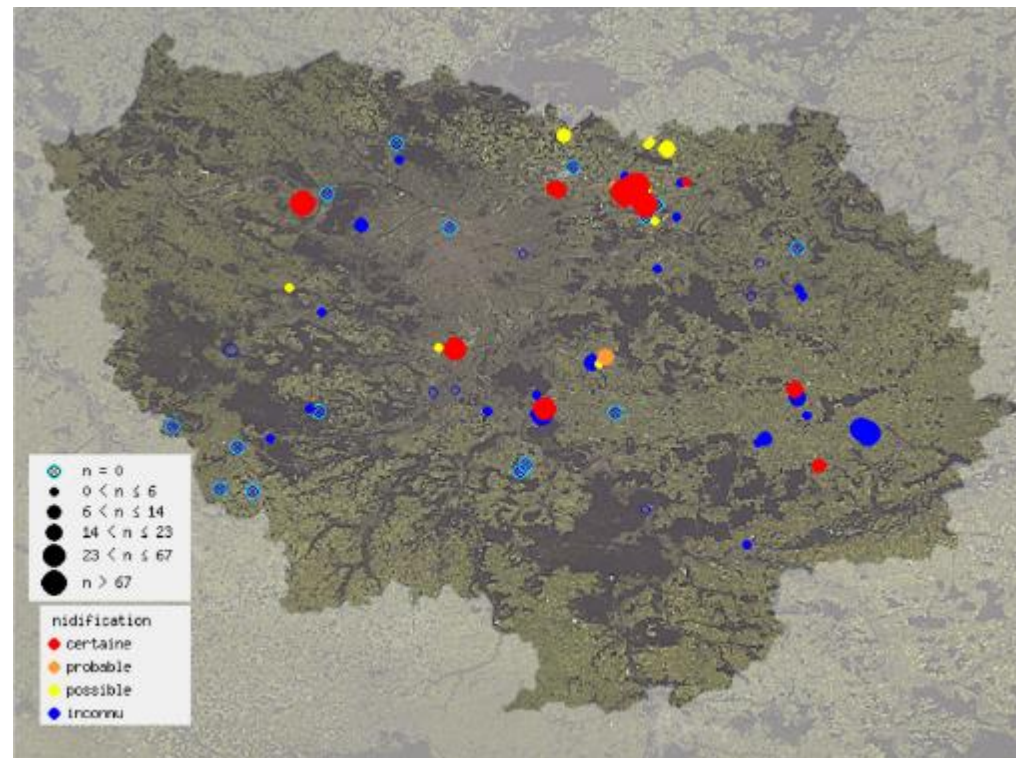 n = 0
0 < n ≤ 6
6 < n ≤ 14
14 < n ≤ 23
23 < n ≤ 67
n > 67
nidification
certaine
probable
possible
inconnu